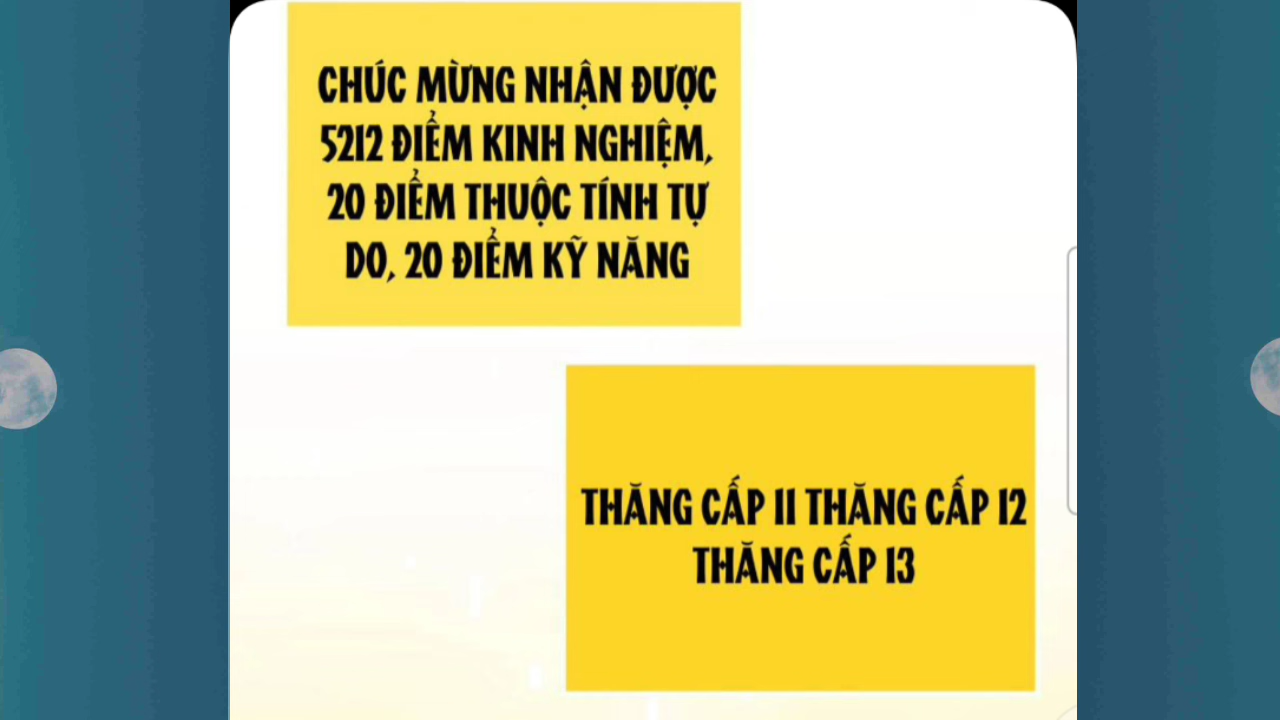 CHÚC MỪNG NHẬN ĐƯỢC
5212 ĐIỂM KINH NGHIỆM,
20 ĐIỂM THUỘC TÍNH TỰ
DO, 20 ĐIỂM KỸ NĂNG
THĂNG CẤP 11 THĂNG CẤP 12
THĂNG CẤP 13